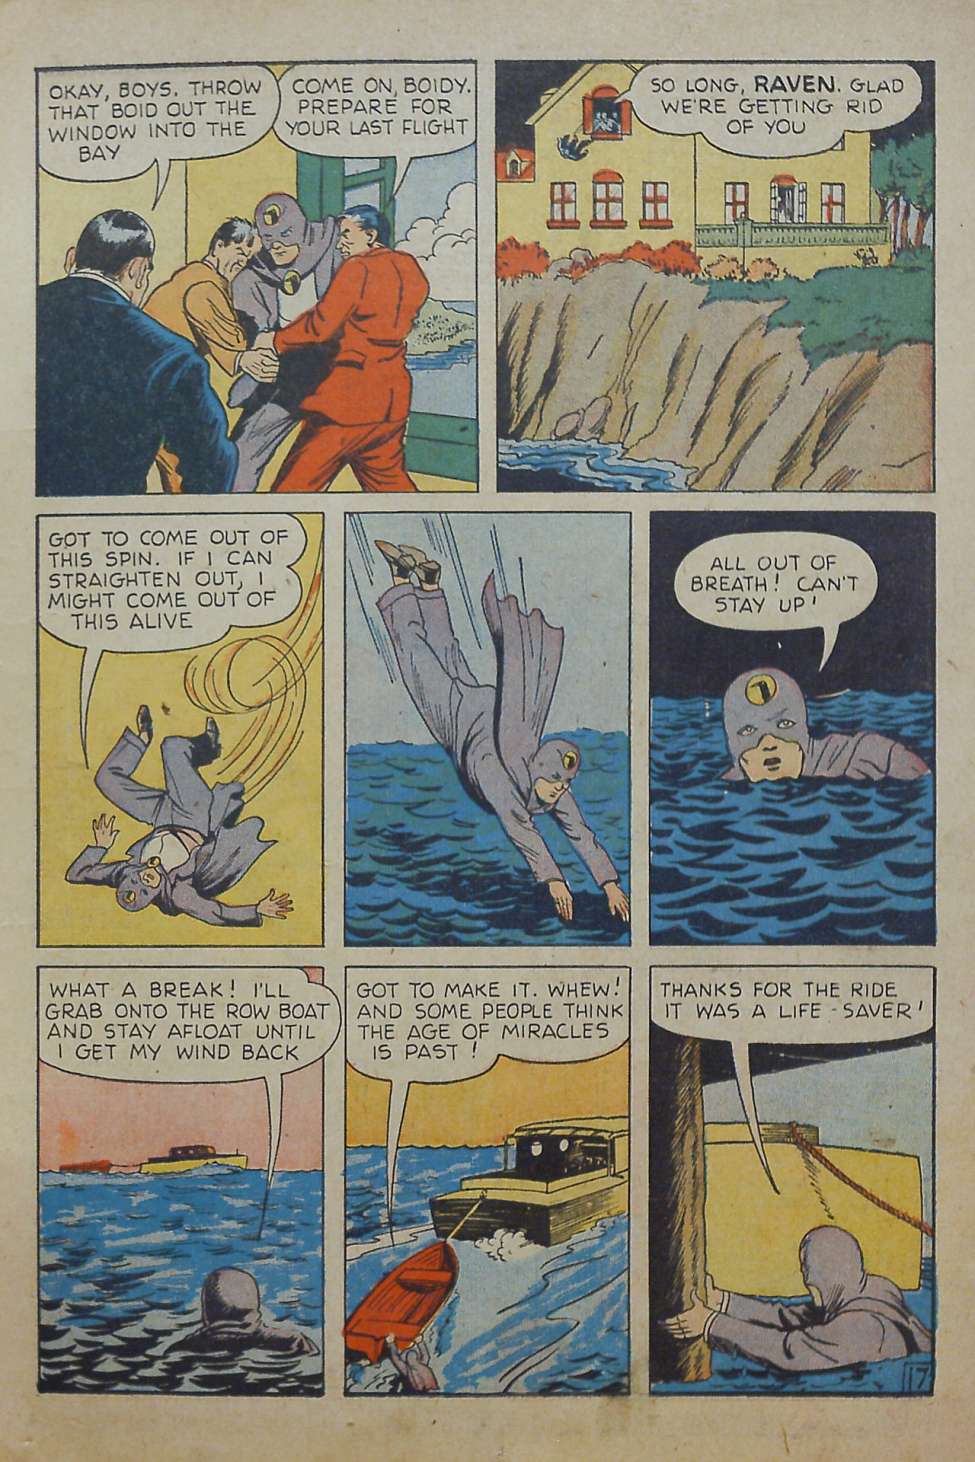 OKAY, BOYS. THROW
THAT BOID OUT THE
WINDOW INTO THE
BAY
COME ON, BOIDY.
PREPARE FOR
YOUR LAST FLIGHT
SO LONG, RAVEN. GLAD
WE'RE GETTING RID
OF YOU
GOT TO COME OUT OF
THIS SPIN. IF I CAN
STRAIGHTEN OUT, I
MIGHT COME OUT OF
THIS ALIVE
ALL OUT OF
BREATH! CAN'T
STAY UP!
WHAT A BREAK! I'LL
GRAB ONTO THE ROW BOAT
AND STAY AFLOAT UNTIL
I GET MY WIND BACK
GOT TO MAKE IT. WHEW!
AND SOME PEOPLE THINK
THE AGE OF MIRACLES
IS PAST!
THANKS FOR THE RIDE
IT WAS A LIFE-SAVER!
17